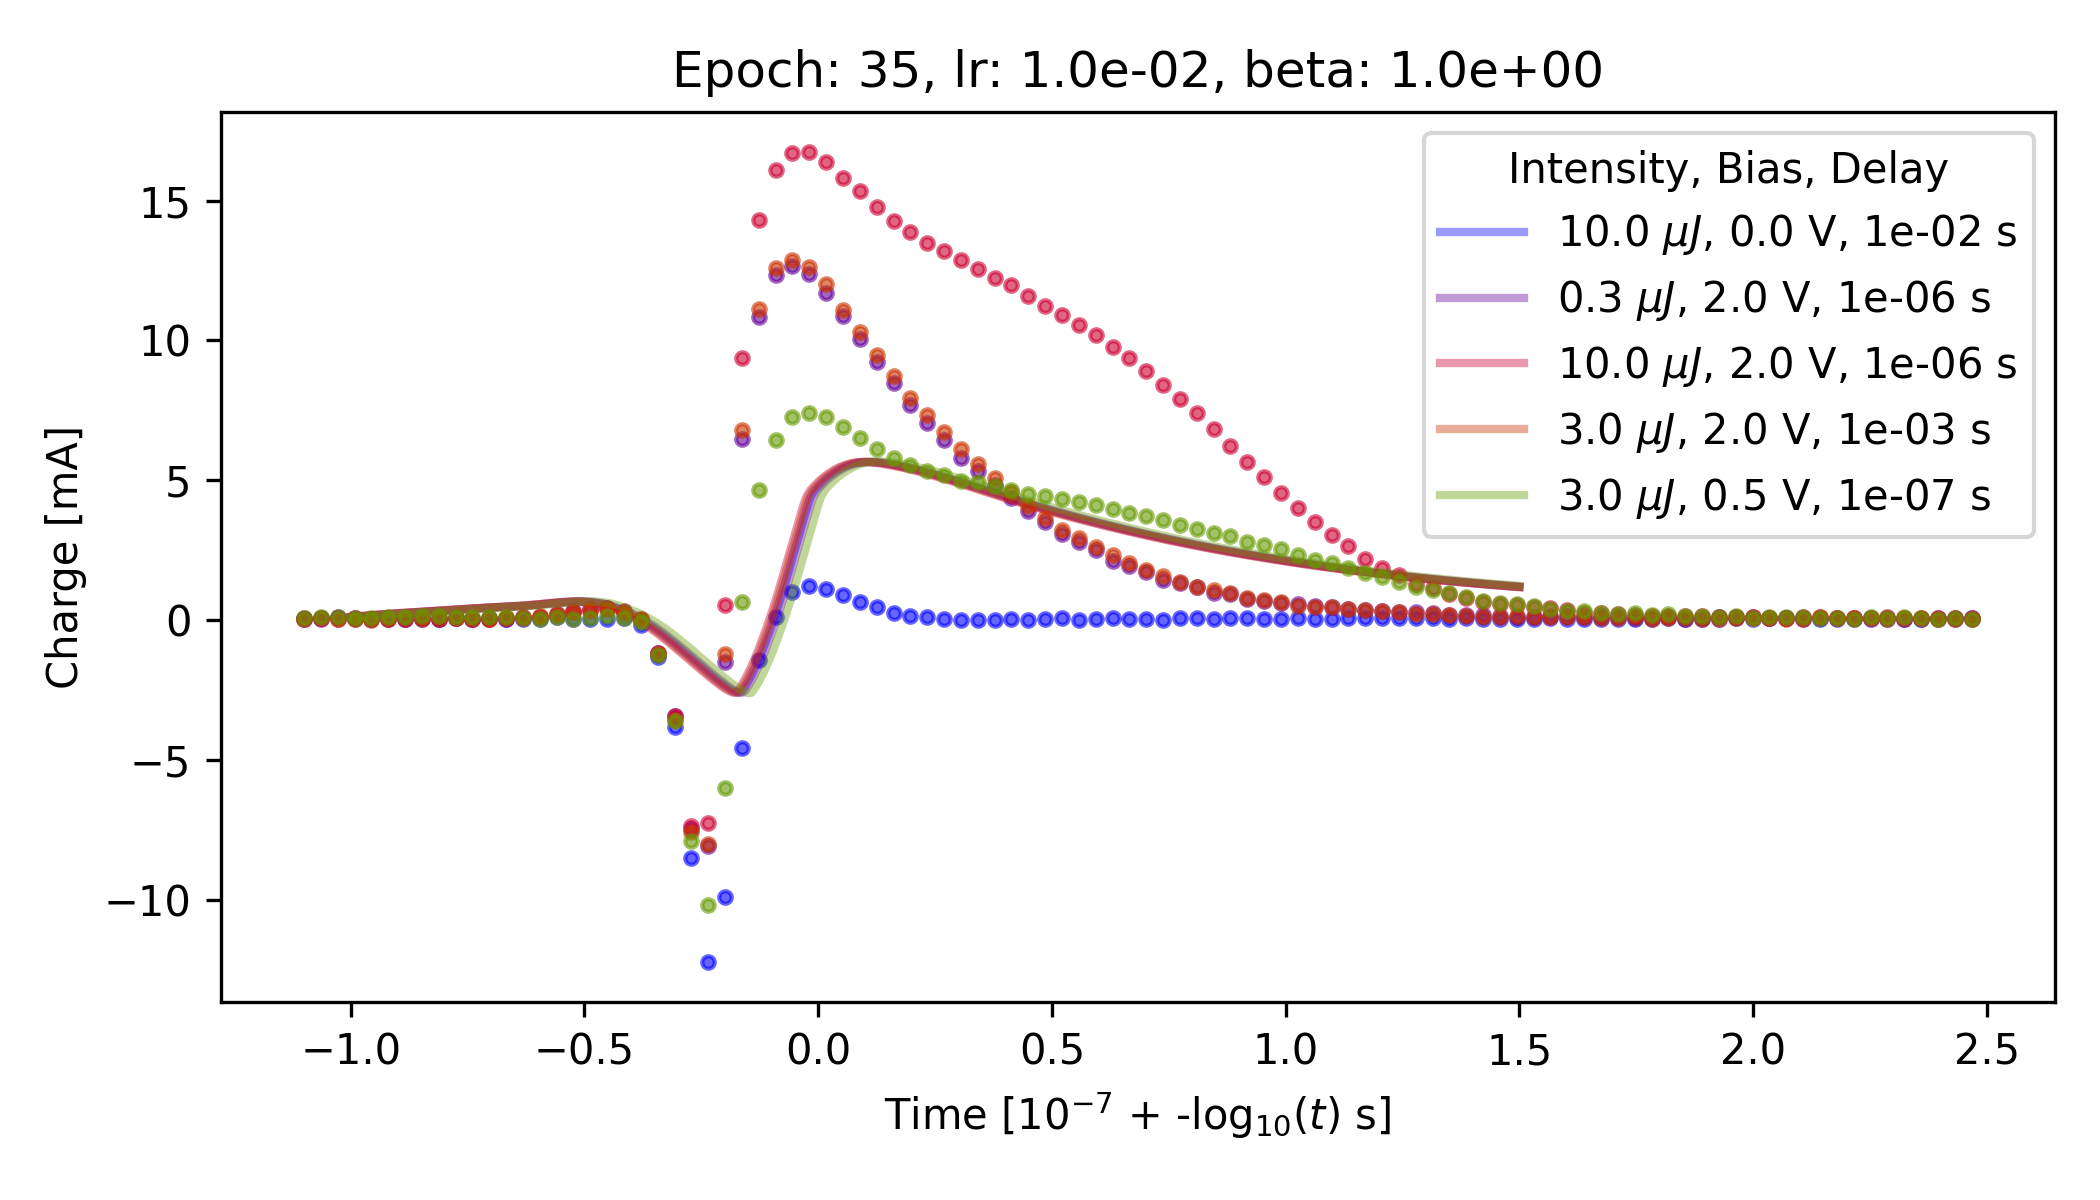 Epoch: 35, lr: 1.0e-02, beta: 1.0e+00
Intensity, Bias, Delay
10.0 μJ, 0.0 V, 1e-02 s
0.3 μJ, 2.0 V, 1e-06 s
10.0 μJ, 2.0 V, 1e-06 s
3.0 μJ, 2.0 V, 1e-03 s
3.0 μJ, 0.5 V, 1e-07 s
Charge [mA]
15
10
5
0
−5
−10
−1.0 −0.5 0.0 0.5 1.0 1.5 2.0 2.5
Time [10⁻⁷ + -log₁₀(t) s]